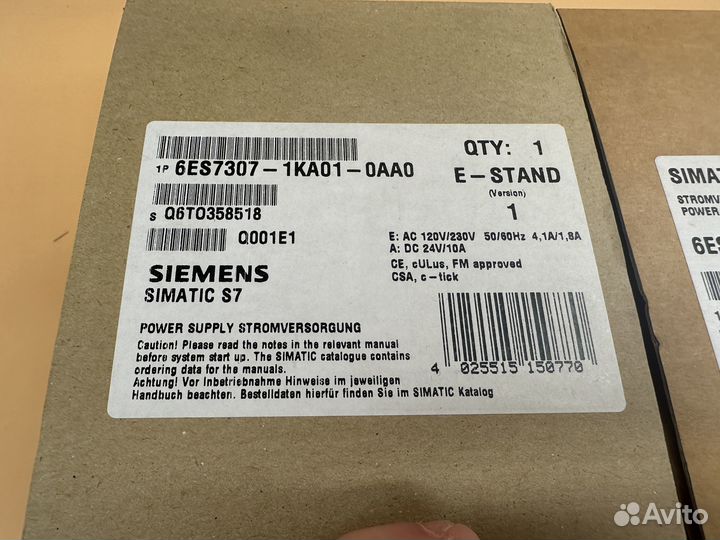 1P 6ES7307-1KA01-0AA0
QTY: 1
E-STAND
(Version)
1
S Q6T0358518
Q001E1
E: AC 120V/230V 50/60Hz 4,1A/1,8A
A: DC 24V/10A
CE, cULus, FM approved
CSA, c-tick
SIEMENS
SIMATIC S7
POWER SUPPLY STROMVERSORGUNG
Caution! Please read the notes in the relevant manual
before system start up. The SIMATIC catalogue contains
ordering data for the manuals.
Achtung! Vor Inbetriebnahme Hinweise im jeweiligen
Handbuch beachten. Bestelldaten hierfür finden Sie im SIMATIC Katalog
4 025515 150770
SIMAT
STROMVE
POWER
6ES
Avito